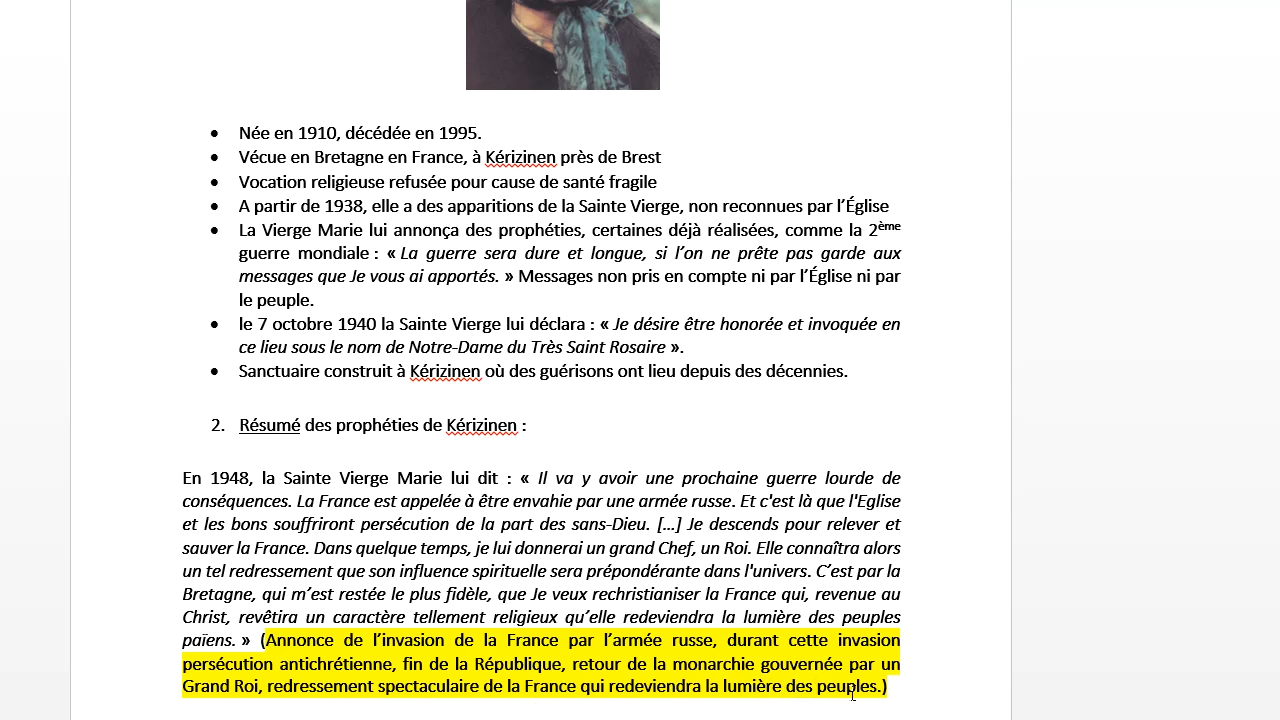 • Née en 1910, décédée en 1995.
• Vécue en Bretagne en France, à Kérizinen près de Brest
• Vocation religieuse refusée pour cause de santé fragile
• A partir de 1938, elle a des apparitions de la Sainte Vierge, non reconnues par l’Église
• La Vierge Marie lui annonça des prophéties, certaines déjà réalisées, comme la 2ème
guerre mondiale : « La guerre sera dure et longue, si l’on ne prête pas garde aux
messages que Je vous ai apportés. » Messages non pris en compte ni par l’Église ni par
le peuple.
• le 7 octobre 1940 la Sainte Vierge lui déclara : « Je désire être honorée et invoquée en
ce lieu sous le nom de Notre-Dame du Très Saint Rosaire ».
• Sanctuaire construit à Kérizinen où des guérisons ont lieu depuis des décennies.
2. Résumé des prophéties de Kérizinen :
En 1948, la Sainte Vierge Marie lui dit : « Il va y avoir une prochaine guerre lourde de
conséquences. La France est appelée à être envahie par une armée russe. Et c'est là que l'Eglise
et les bons souffriront persécution de la part des sans-Dieu. […] Je descends pour relever et
sauver la France. Dans quelque temps, je lui donnerai un grand Chef, un Roi. Elle connaîtra alors
un tel redressement que son influence spirituelle sera prépondérante dans l'univers. C’est par la
Bretagne, qui m’est restée le plus fidèle, que Je veux rechristianiser la France qui, revenue au
Christ, revêtira un caractère tellement religieux qu’elle redeviendra la lumière des peuples
païens. » (Annonce de l’invasion de la France par l’armée russe, durant cette invasion
persécution antichrétienne, fin de la République, retour de la monarchie gouvernée par un
Grand Roi, redressement spectaculaire de la France qui redeviendra la lumière des peuples.)